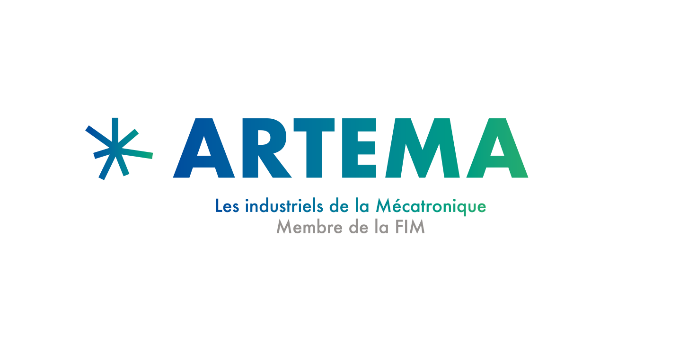 ARTEMA
Les industriels de la Mécatronique
Membre de la FIM